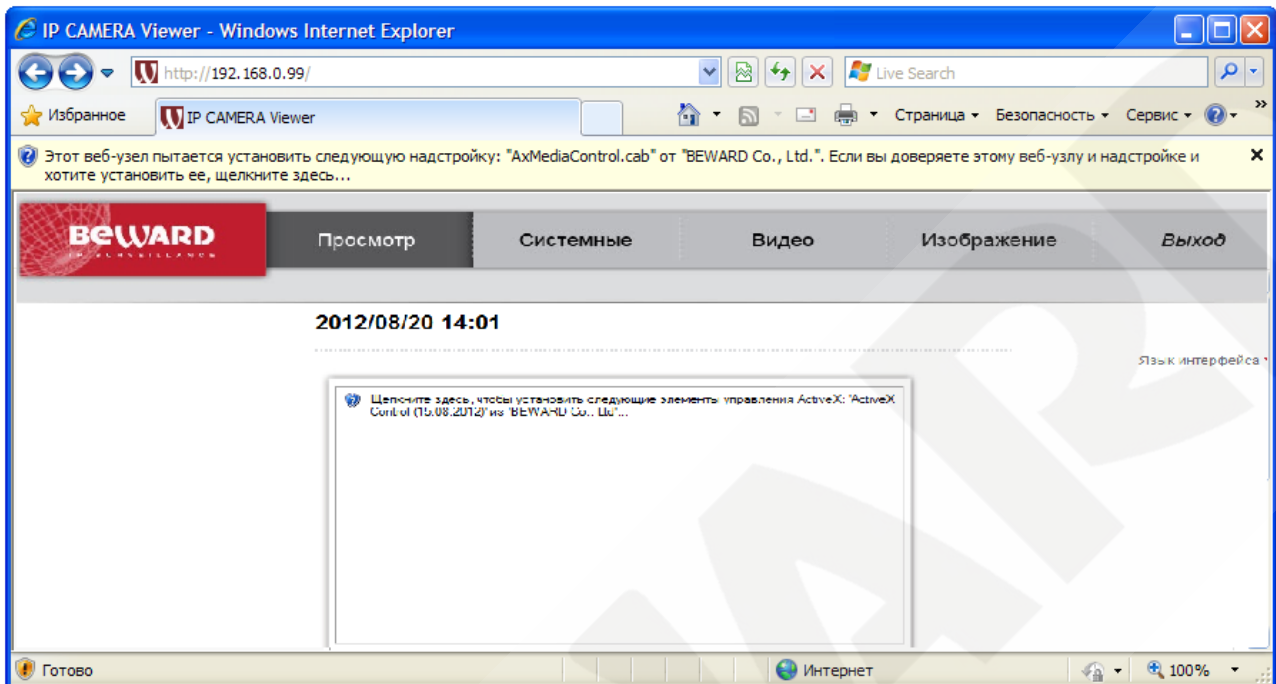 IP CAMERA Viewer - Windows Internet Explorer
http://192.168.0.99/
Live Search
Избранное
IP CAMERA Viewer
Страница
Безопасность
Сервис
Этот веб-узел пытается установить следующую надстройку: "AxMediaControl.cab" от "BEWARD Co., Ltd.". Если вы доверяете этому веб-узлу и надстройке и
хотите установить ее, щелкните здесь...
BEWARD
IP SURVEILLANCE
Просмотр
Системные
Видео
Изображение
Выход
2012/08/20 14:01
Язык интерфейса
Щелкните здесь, чтобы установить следующие элементы управления ActiveX: "ActiveX
Control (15.08.2012)" из "BEWARD Co., Ltd"...
Готово
Интернет
100%